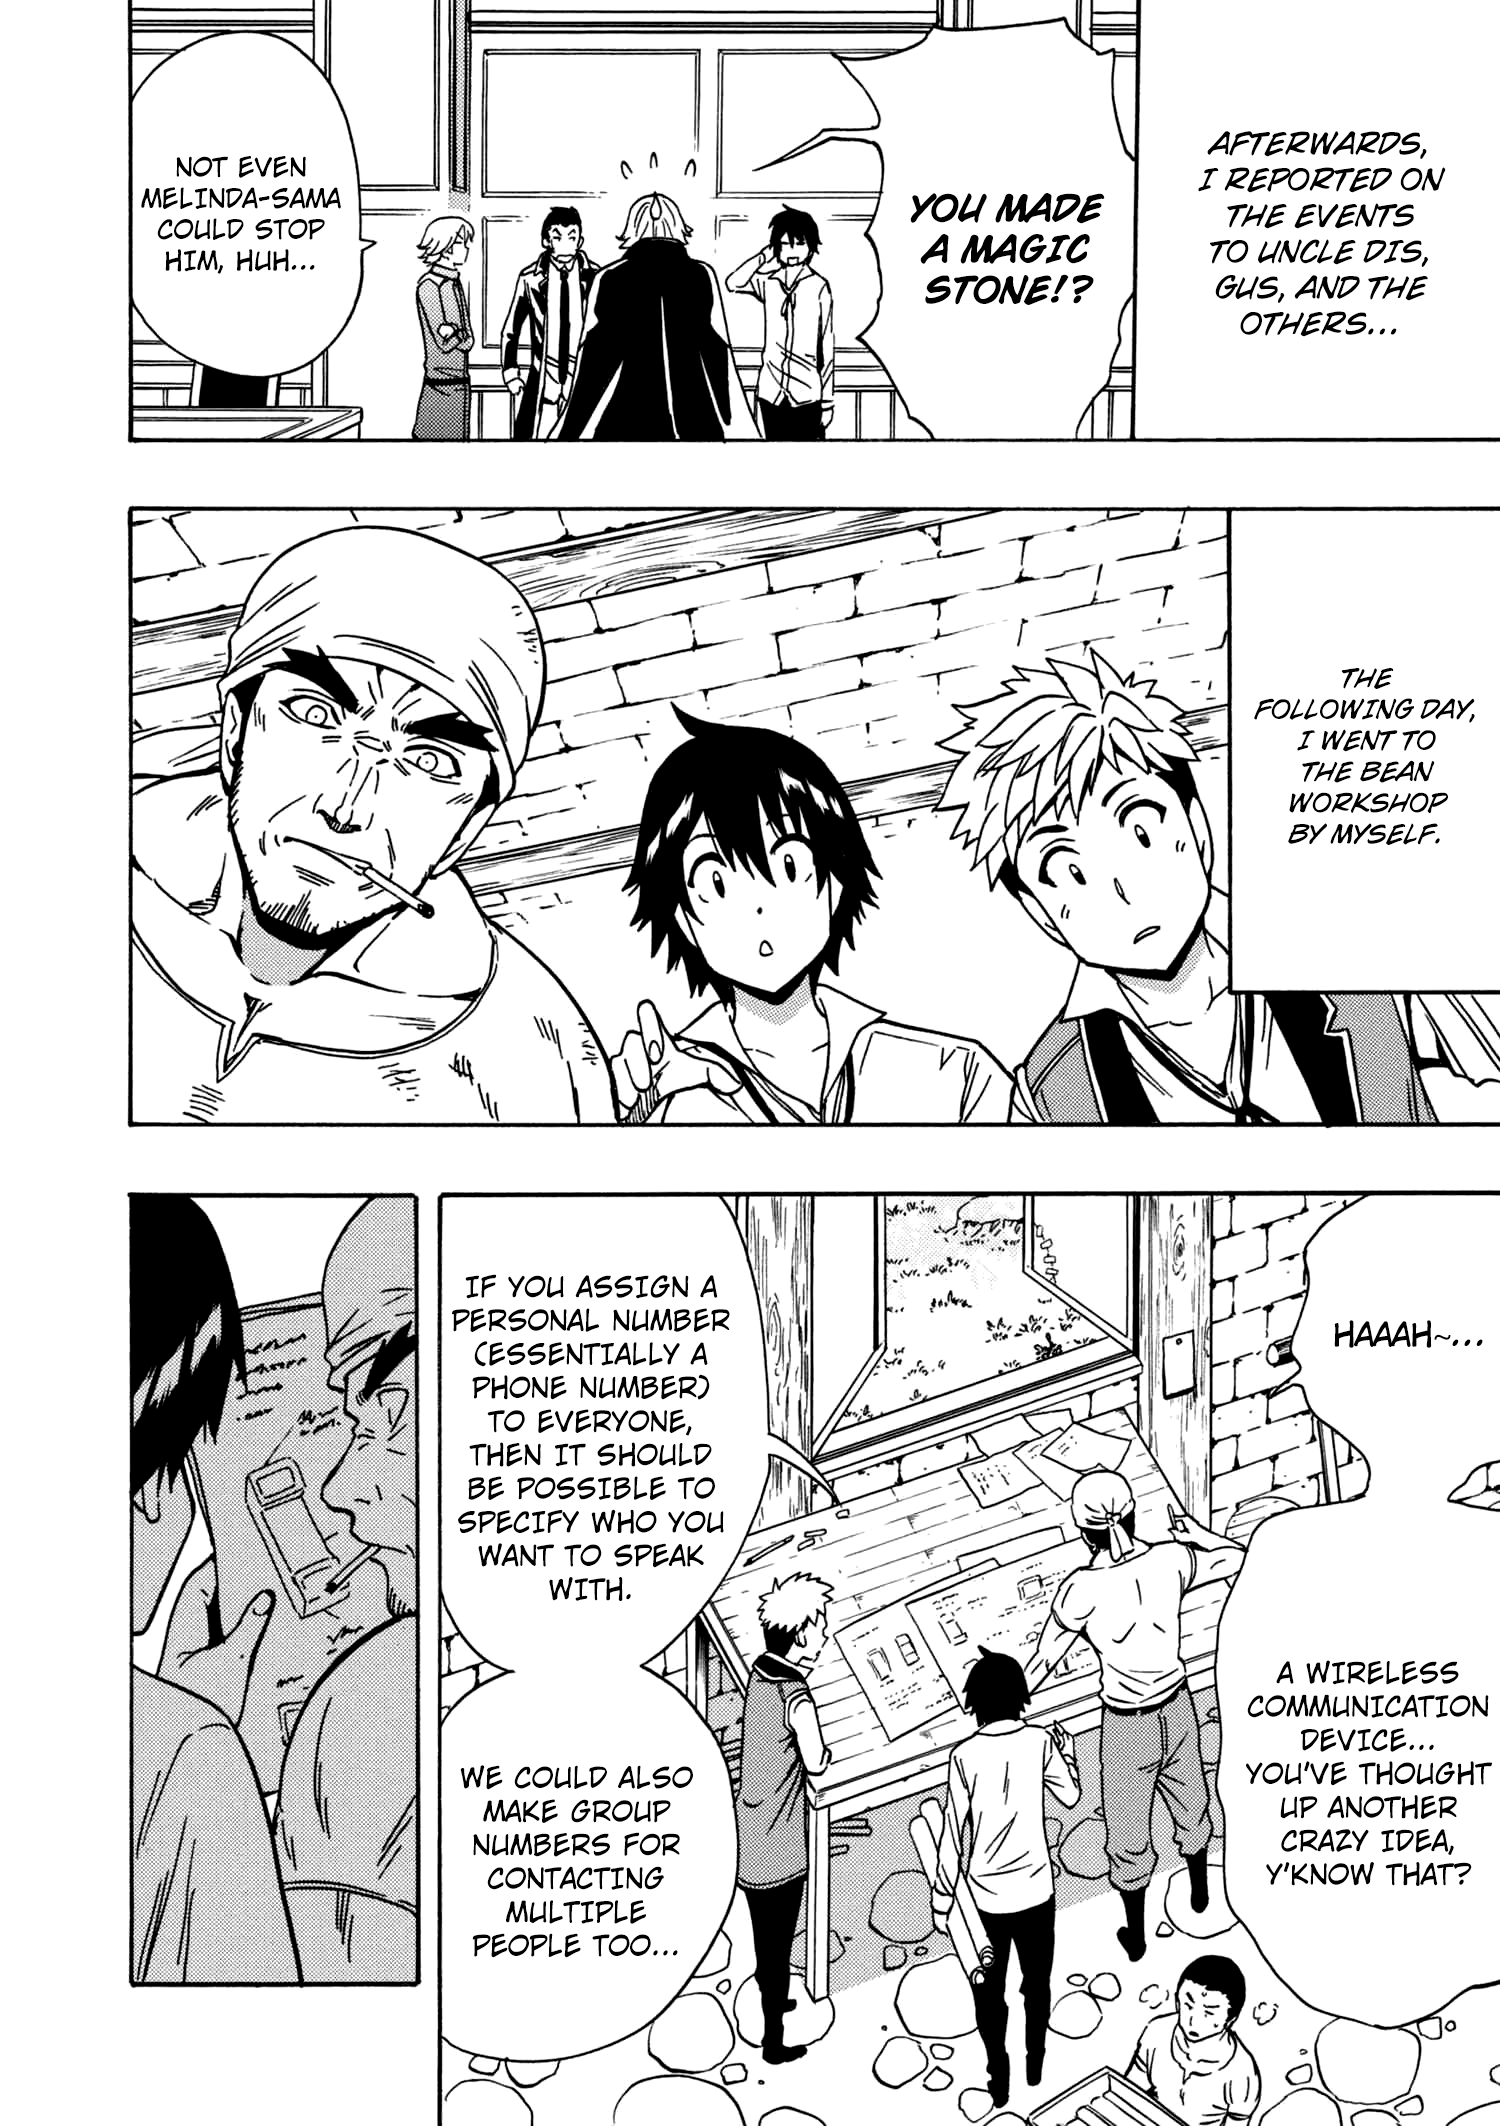 AFTERWARDS,
I REPORTED ON
THE EVENTS
TO UNCLE DIS,
GUS, AND THE
OTHERS...
YOU MADE
A MAGIC
STONE!?
NOT EVEN
MELINDA-SAMA
COULD STOP
HIM, HUH...
THE
FOLLOWING DAY,
I WENT TO
THE BEAN
WORKSHOP
BY MYSELF.
HAAAH~...
A WIRELESS
COMMUNICATION
DEVICE...
YOU'VE THOUGHT
UP ANOTHER
CRAZY IDEA,
Y'KNOW THAT?
IF YOU ASSIGN A
PERSONAL NUMBER
(ESSENTIALLY A
PHONE NUMBER)
TO EVERYONE,
THEN IT SHOULD
BE POSSIBLE TO
SPECIFY WHO YOU
WANT TO SPEAK
WITH.
WE COULD ALSO
MAKE GROUP
NUMBERS FOR
CONTACTING
MULTIPLE
PEOPLE TOO...